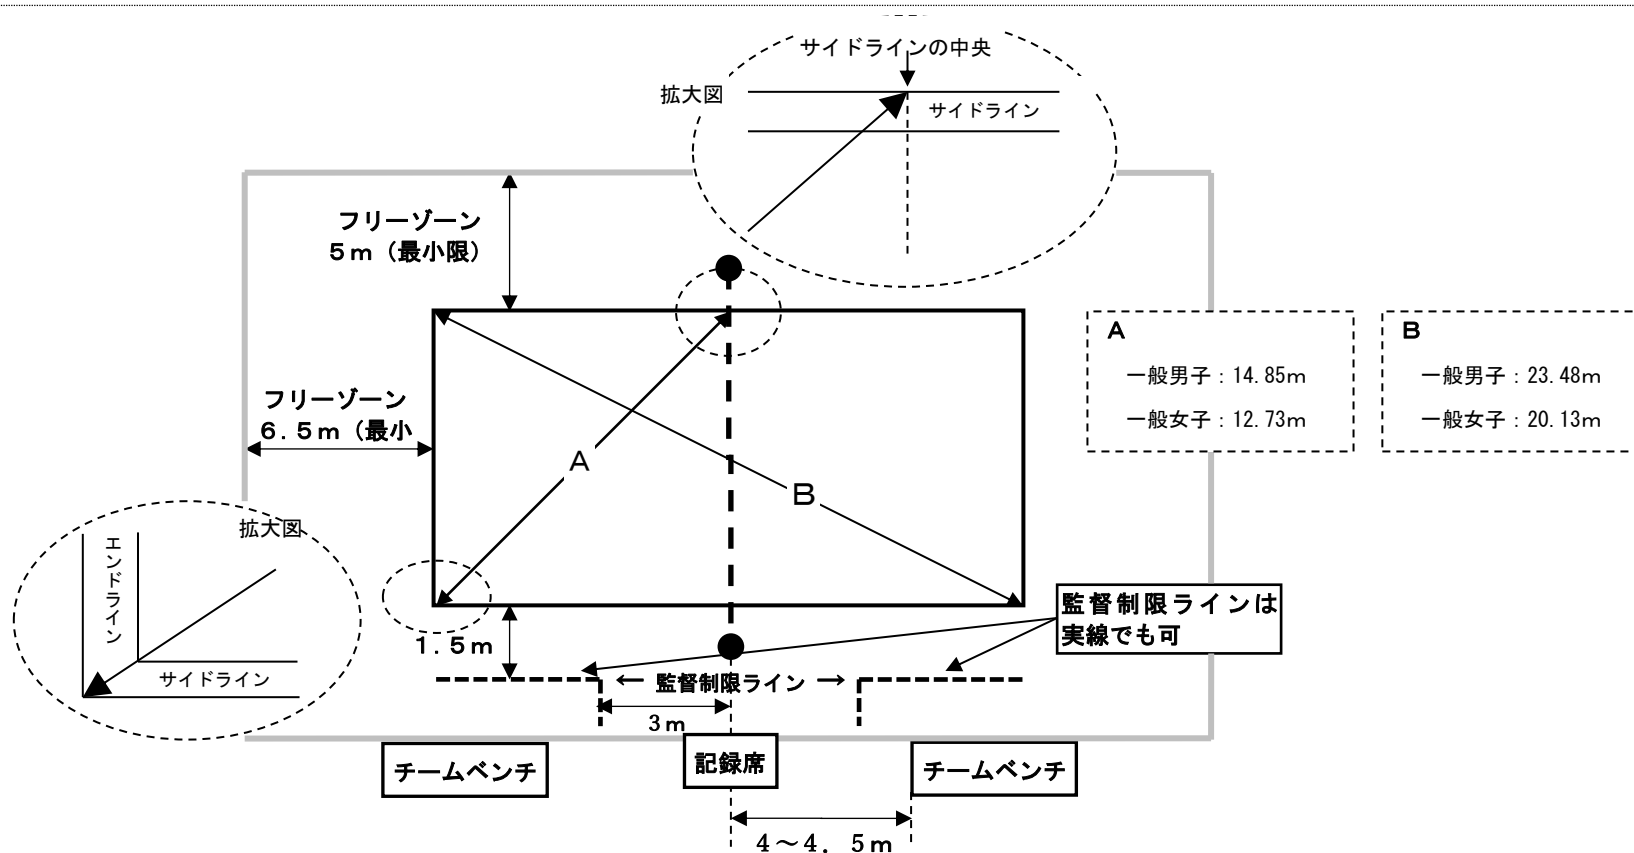 サイドラインの中央
拡大図
サイドライン
フリーゾーン
5m（最小限）
A
一般男子：14.85m
一般女子：12.73m
B
一般男子：23.48m
一般女子：20.13m
フリーゾーン
6.5m（最小
A
B
拡大図
エンドライン
サイドライン
監督制限ラインは
実線でも可
1.5m
← 監督制限ライン →
3m
チームベンチ
記録席
チームベンチ
4～4．5m